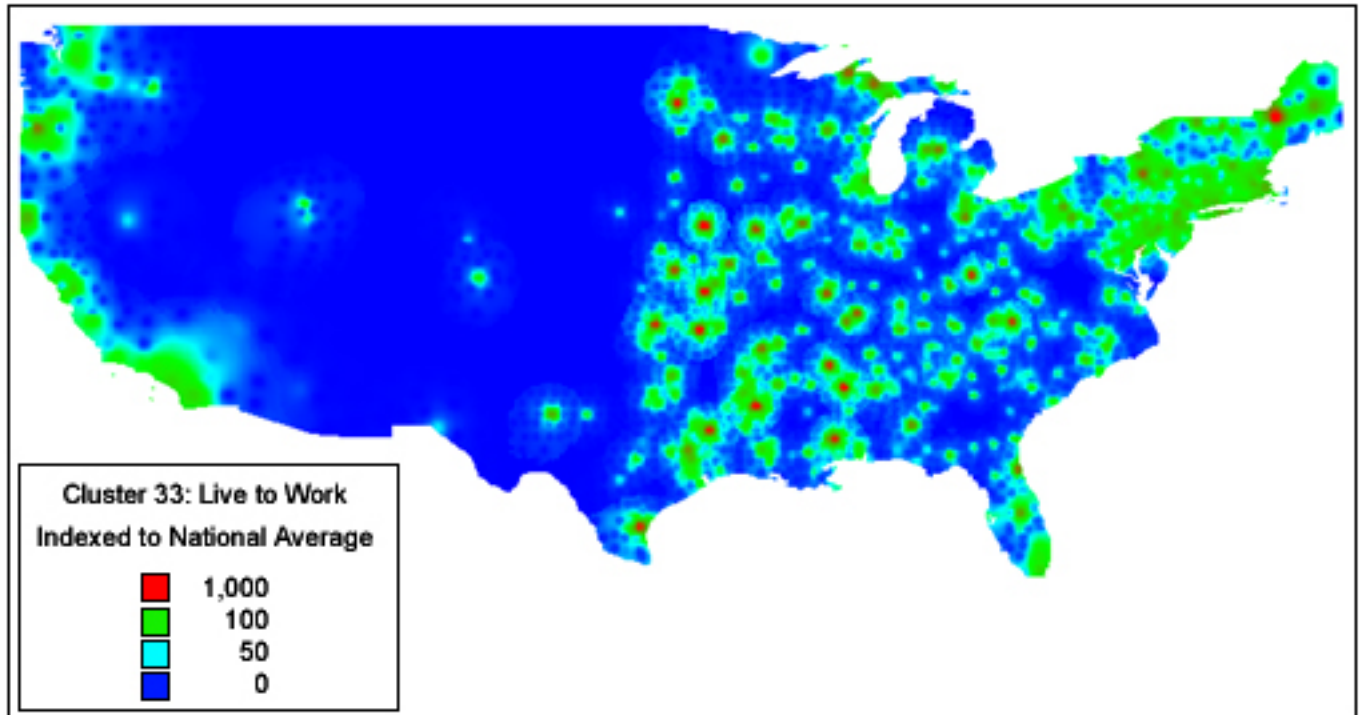 Cluster 33: Live to Work
Indexed to National Average
1,000
100
50
0